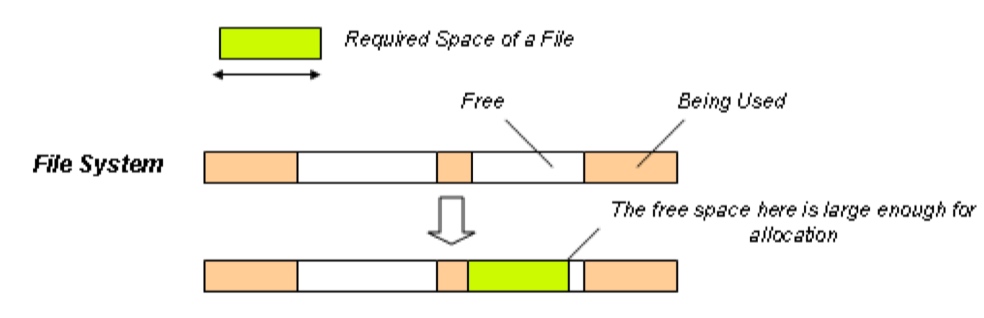 Required Space of a File
Free
Being Used
File System
The free space here is large enough for
allocation